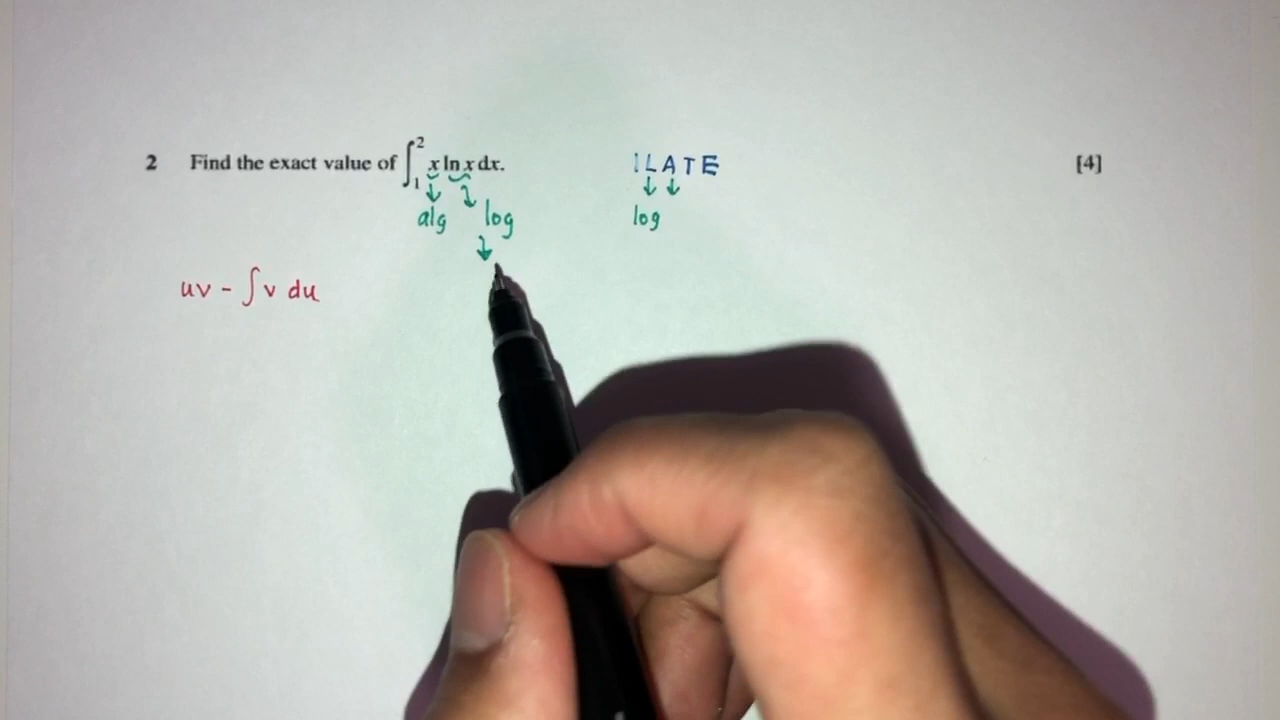 2 Find the exact value of ∫₁² x ln x dx. ILATE [4]
alg log log
uv - ∫ v du